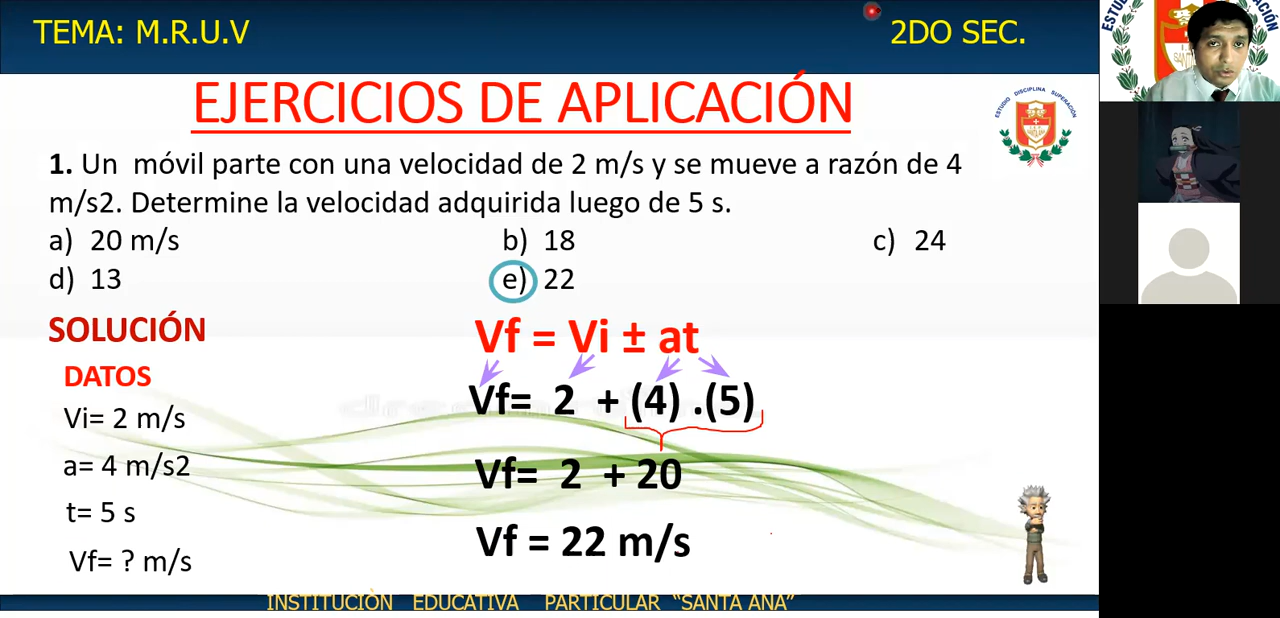 TEMA: M.R.U.V
2DO SEC.
EJERCICIOS DE APLICACIÓN
ESTUDIO DISCIPLINA SUPERACIÓN
1. Un móvil parte con una velocidad de 2 m/s y se mueve a razón de 4
m/s2. Determine la velocidad adquirida luego de 5 s.
a) 20 m/s b) 18 c) 24
d) 13 e) 22
SOLUCIÓN
DATOS
Vi= 2 m/s
a= 4 m/s2
t= 5 s
Vf= ? m/s
Vf = Vi ± at
Vf= 2 + (4) .(5)
Vf= 2 + 20
Vf = 22 m/s
INSTITUCIÒN EDUCATIVA PARTICULAR “SANTA ANA”